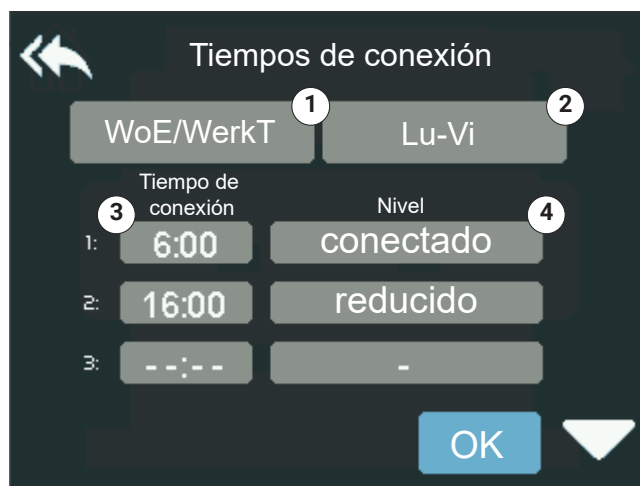 Tiempos de conexión
1
2
WoE/WerkT
Lu-Vi
Tiempo de
conexión
Nivel
3
4
1:
6:00
conectado
2:
16:00
reducido
3:
--:--
-
OK